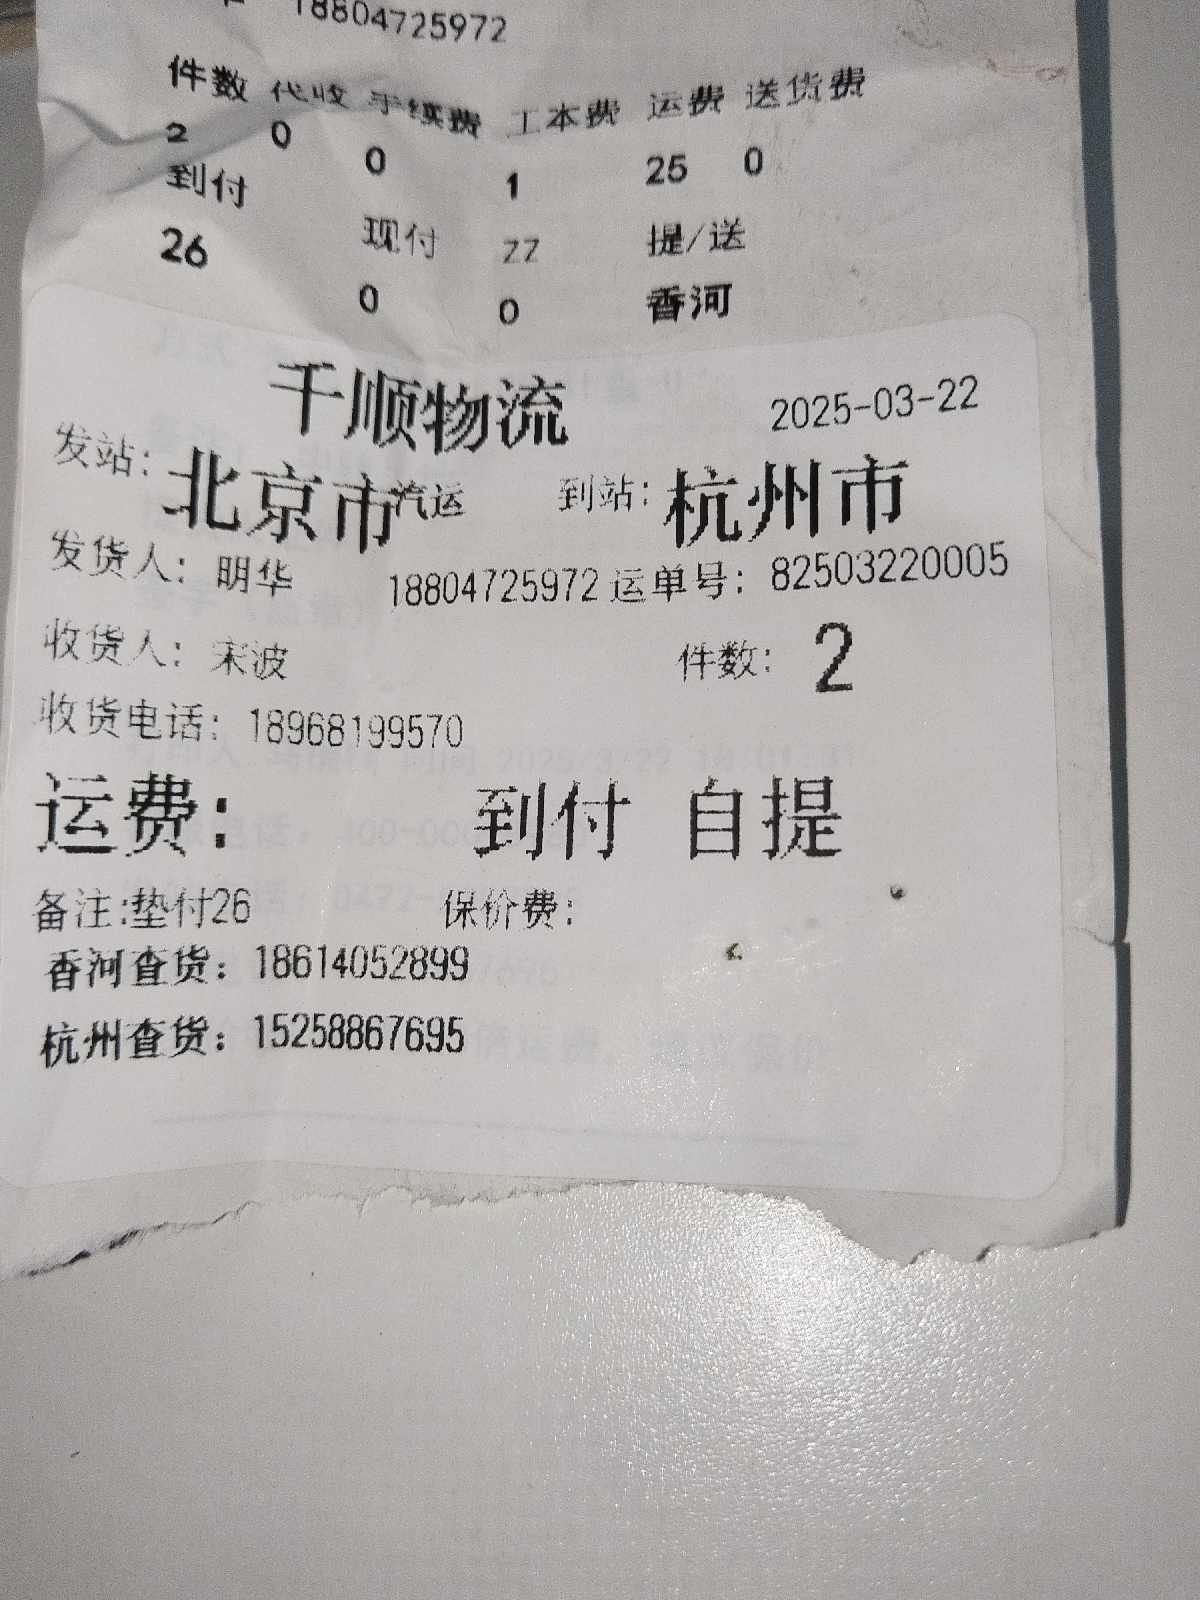 18804725972
件数 代收 手续费 工本费 运费 送货费
2 0 0 1 25 0
到付 现付 ZZ 提/送
26 0 0 香河
千顺物流 2025-03-22
发站: 北京市 汽运 到站: 杭州市
发货人: 明华 18804725972 运单号: 82503220005
收货人: 宋波 件数: 2
收货电话: 18968199570
运费: 到付 自提
备注:垫付26 保价费:
香河查货: 18614052899
杭州查货: 15258867695